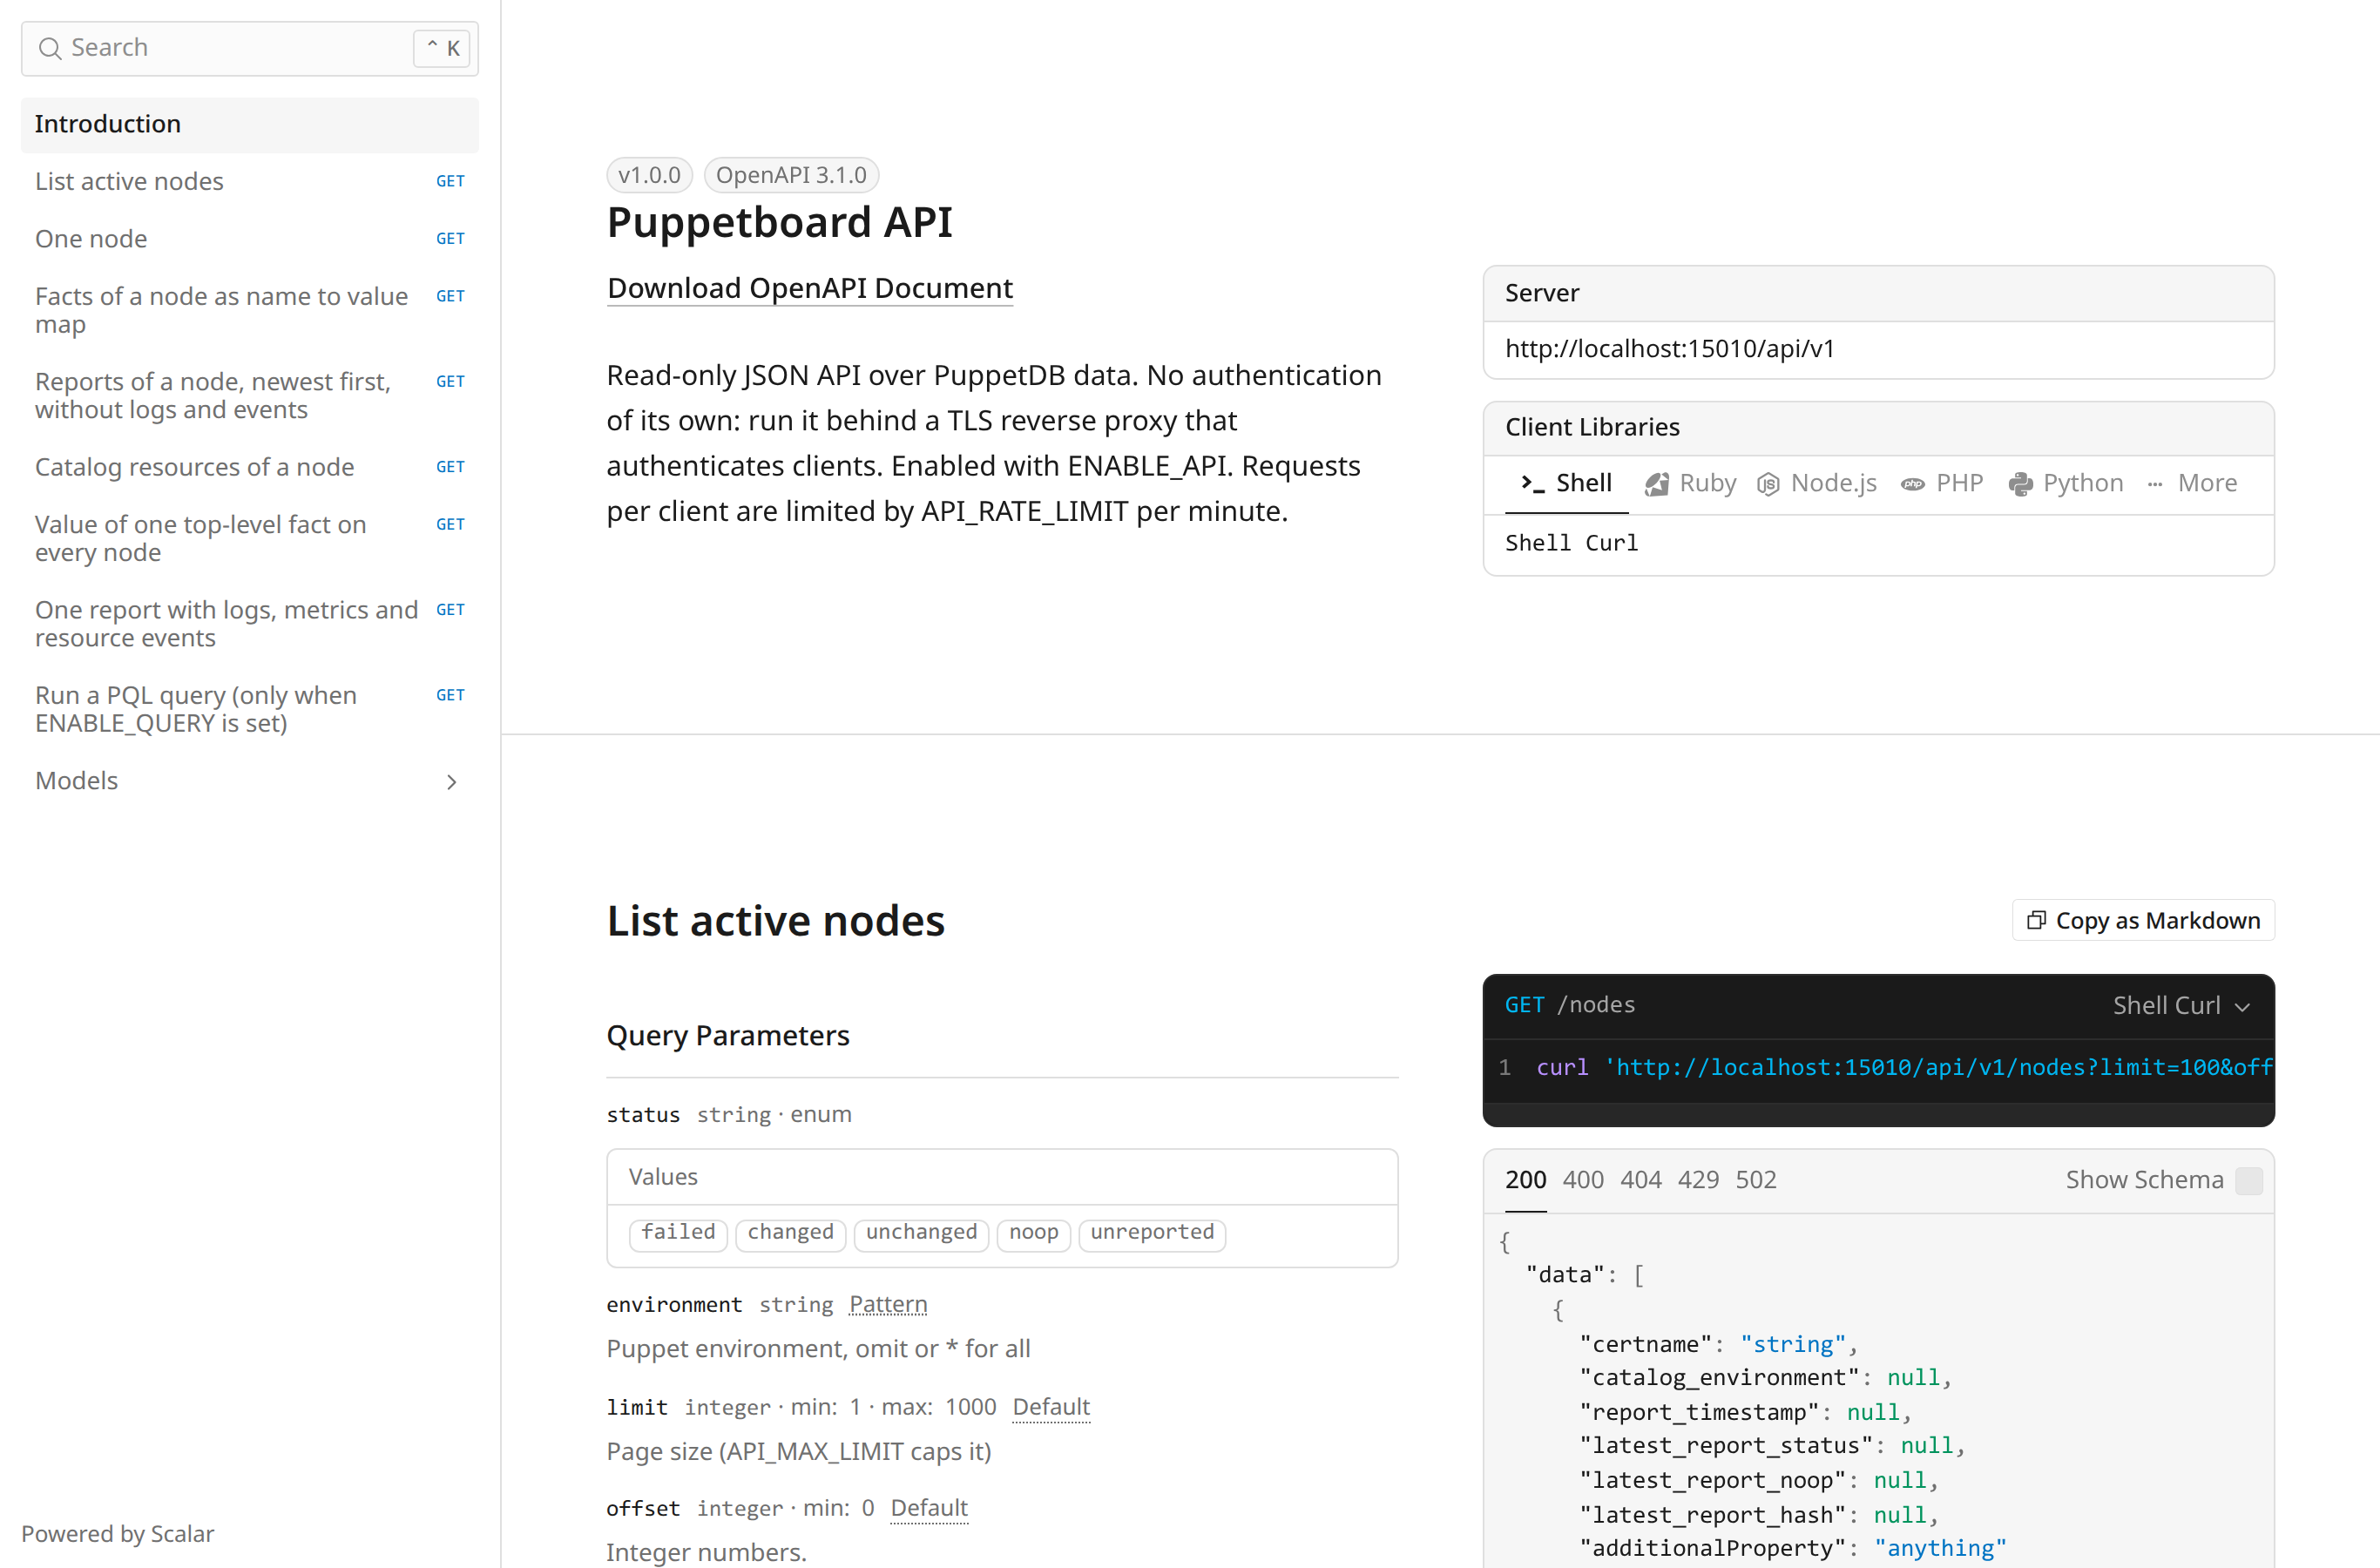 Search
⌃ K
Introduction
List active nodes GET
One node GET
Facts of a node as name to value GET
map
Reports of a node, newest first, GET
without logs and events
Catalog resources of a node GET
Value of one top-level fact on GET
every node
One report with logs, metrics and GET
resource events
Run a PQL query (only when GET
ENABLE_QUERY is set)
Models
Powered by Scalar
v1.0.0 OpenAPI 3.1.0
Puppetboard API
Download OpenAPI Document
Read-only JSON API over PuppetDB data. No authentication
of its own: run it behind a TLS reverse proxy that
authenticates clients. Enabled with ENABLE_API. Requests
per client are limited by API_RATE_LIMIT per minute.
Server
http://localhost:15010/api/v1
Client Libraries
Shell Ruby Node.js PHP Python ··· More
Shell Curl
List active nodes
Copy as Markdown
Query Parameters
status string · enum
Values
failed changed unchanged noop unreported
environment string Pattern
Puppet environment, omit or * for all
limit integer · min: 1 · max: 1000 Default
Page size (API_MAX_LIMIT caps it)
offset integer · min: 0 Default
Integer numbers.
GET /nodes Shell Curl
1 curl 'http://localhost:15010/api/v1/nodes?limit=100&off
200 400 404 429 502 Show Schema
{
"data": [
{
"certname": "string",
"catalog_environment": null,
"report_timestamp": null,
"latest_report_status": null,
"latest_report_noop": null,
"latest_report_hash": null,
"additionalProperty": "anything"